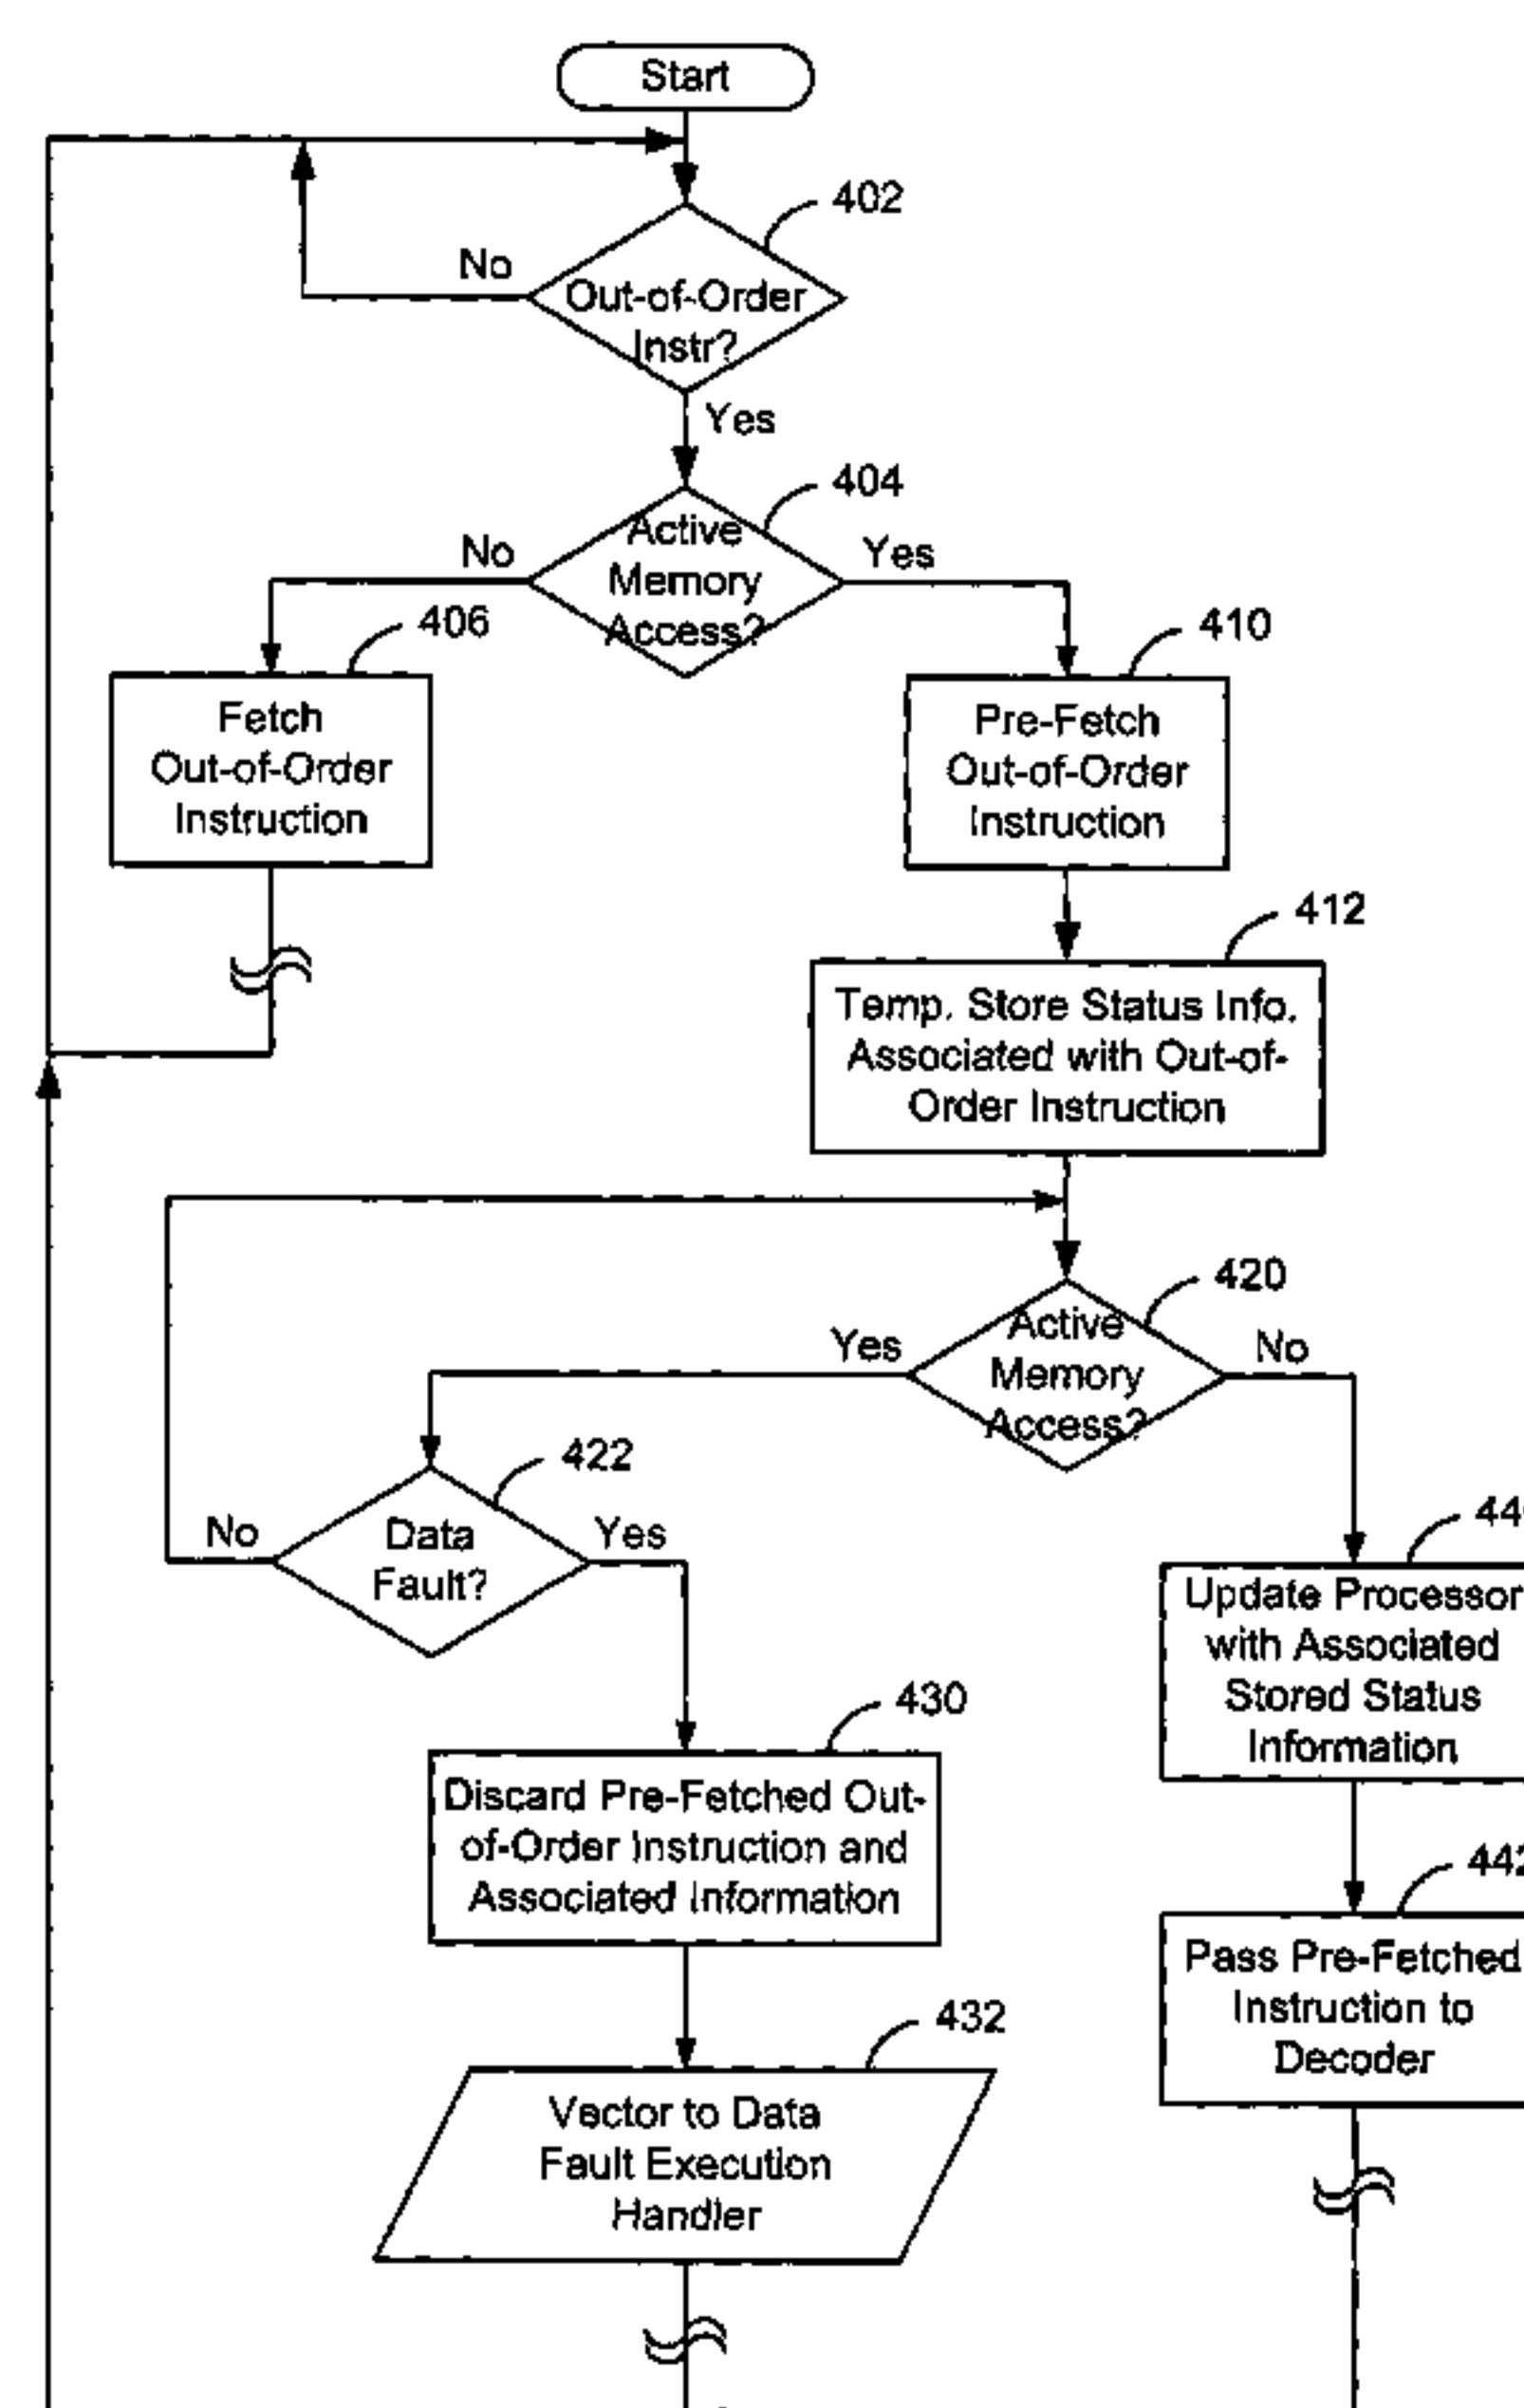 Start
402
No
Out-of-Order
Instr?
Yes
404
No
Active
Memory
Access?
Yes
406
410
Fetch
Out-of-Order
Instruction
Pre-Fetch
Out-of-Order
Instruction
412
Temp. Store Status Info.
Associated with Out-of-
Order Instruction
420
Yes
Active
Memory
Access?
No
422
No
Data
Fault?
Yes
Update Processor
with Associated
Stored Status
Information
430
Discard Pre-Fetched Out-
of-Order Instruction and
Associated Information
442
Pass Pre-Fetched
Instruction to
Decoder
432
Vector to Data
Fault Execution
Handler